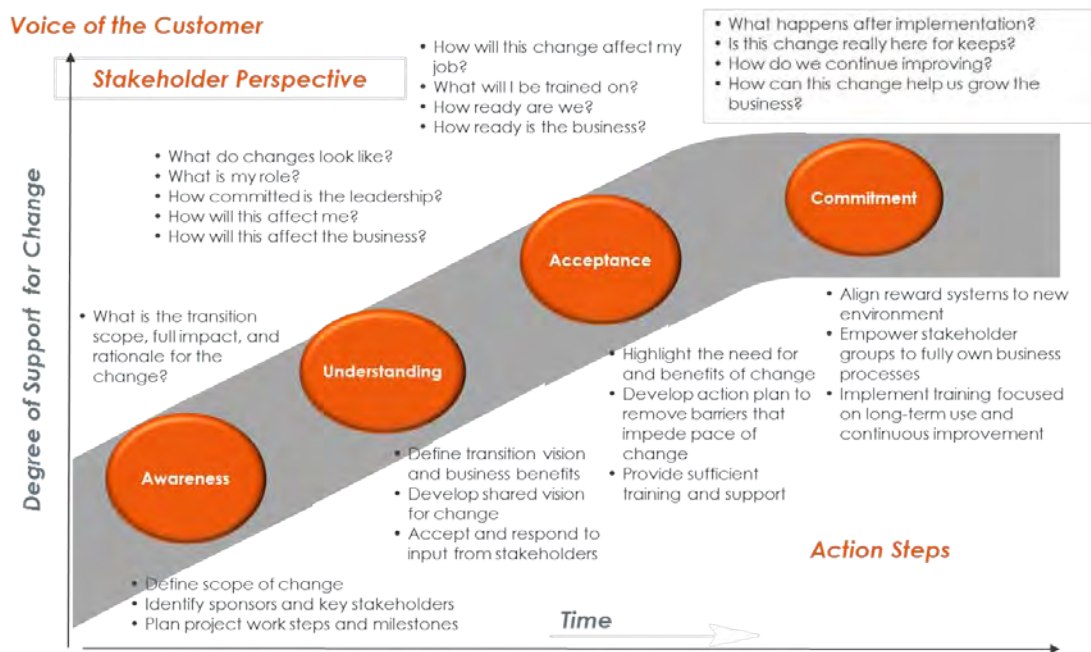 Voice of the Customer
Stakeholder Perspective
• How will this change affect my
job?
• What will I be trained on?
• How ready are we?
• How ready is the business?
• What happens after implementation?
• Is this change really here for keeps?
• How do we continue improving?
• How can this change help us grow the
business?
• What do changes look like?
• What is my role?
• How committed is the leadership?
• How will this affect me?
• How will this affect the business?
• What is the transition
scope, full impact, and
rationale for the
change?
Degree of Support for Change
Commitment
Acceptance
Understanding
Awareness
• Align reward systems to new
environment
• Empower stakeholder
groups to fully own business
processes
• Implement training focused
on long-term use and
continuous improvement
• Highlight the need for
and benefits of change
• Develop action plan to
remove barriers that
impede pace of
change
• Provide sufficient
training and support
• Define transition vision
and business benefits
• Develop shared vision
for change
• Accept and respond to
input from stakeholders
• Define scope of change
• Identify sponsors and key stakeholders
• Plan project work steps and milestones
Action Steps
Time